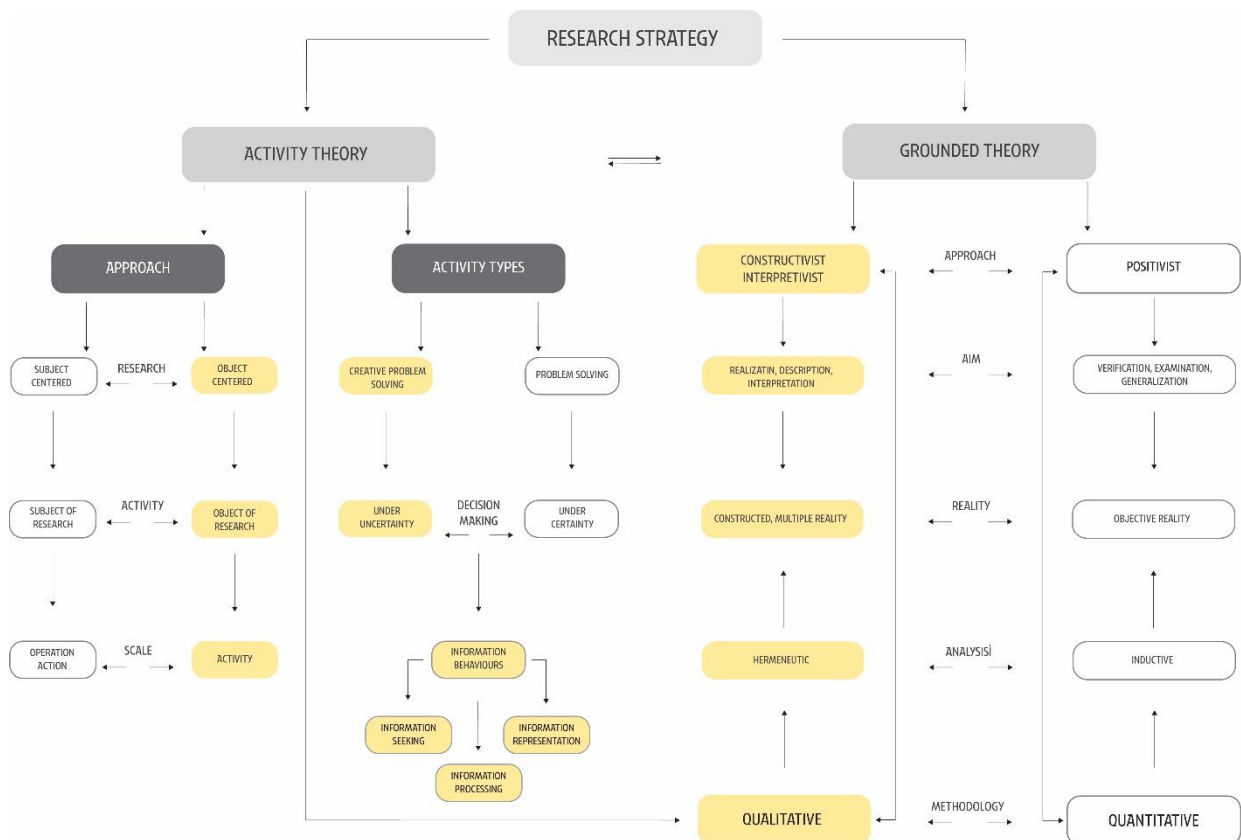 RESEARCH STRATEGY
ACTIVITY THEORY
GROUNDED THEORY
APPROACH
ACTIVITY TYPES
CONSTRUCTIVIST
INTERPRETIVIST
APPROACH
POSITIVIST
SUBJECT
CENTERED
RESEARCH
OBJECT
CENTERED
CREATIVE PROBLEM
SOLVING
PROBLEM SOLVING
REALIZATIN, DESCRIPTION,
INTERPRETATION
AIM
VERIFICATION, EXAMINATION,
GENERALIZATION
SUBJECT OF
RESEARCH
ACTIVITY
OBJECT OF
RESEARCH
UNDER
UNCERTAINTY
DECISION
MAKING
UNDER
CERTAINTY
CONSTRUCTED, MULTIPLE REALITY
REALITY
OBJECTIVE REALITY
OPERATION
ACTION
SCALE
ACTIVITY
INFORMATION
BEHAVIOURS
HERMENEUTIC
ANALYSISİ
INDUCTIVE
INFORMATION
SEEKING
INFORMATION
REPRESENTATION
INFORMATION
PROCESSING
QUALITATIVE
METHODOLOGY
QUANTITATIVE